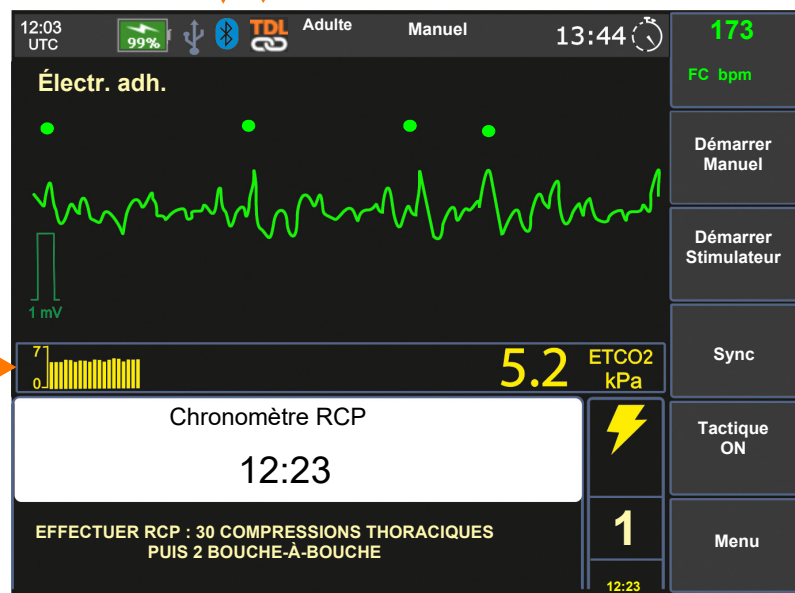 12:03
UTC
99%
TDL
Adulte
Manuel
13:44
173
FC bpm
Électr. adh.
Démarrer
Manuel
Démarrer
Stimulateur
1 mV
7
0
5.2
ETCO2
kPa
Sync
Chronomètre RCP
12:23
Tactique
ON
EFFECTUER RCP : 30 COMPRESSIONS THORACIQUES
PUIS 2 BOUCHE-À-BOUCHE
1
12:23
Menu